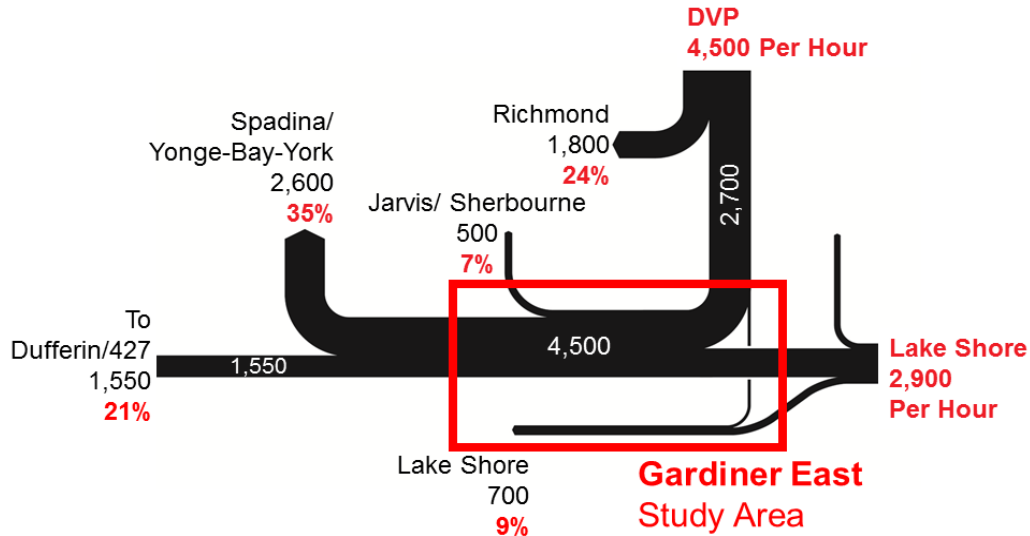 DVP
4,500 Per Hour
Richmond
1,800
24%
Spadina/
Yonge-Bay-York
2,600
35%
Jarvis/ Sherbourne
500
7%
2,700
To
Dufferin/427
1,550
21%
1,550
4,500
Lake Shore
2,900
Per Hour
Lake Shore
700
9%
Gardiner East
Study Area